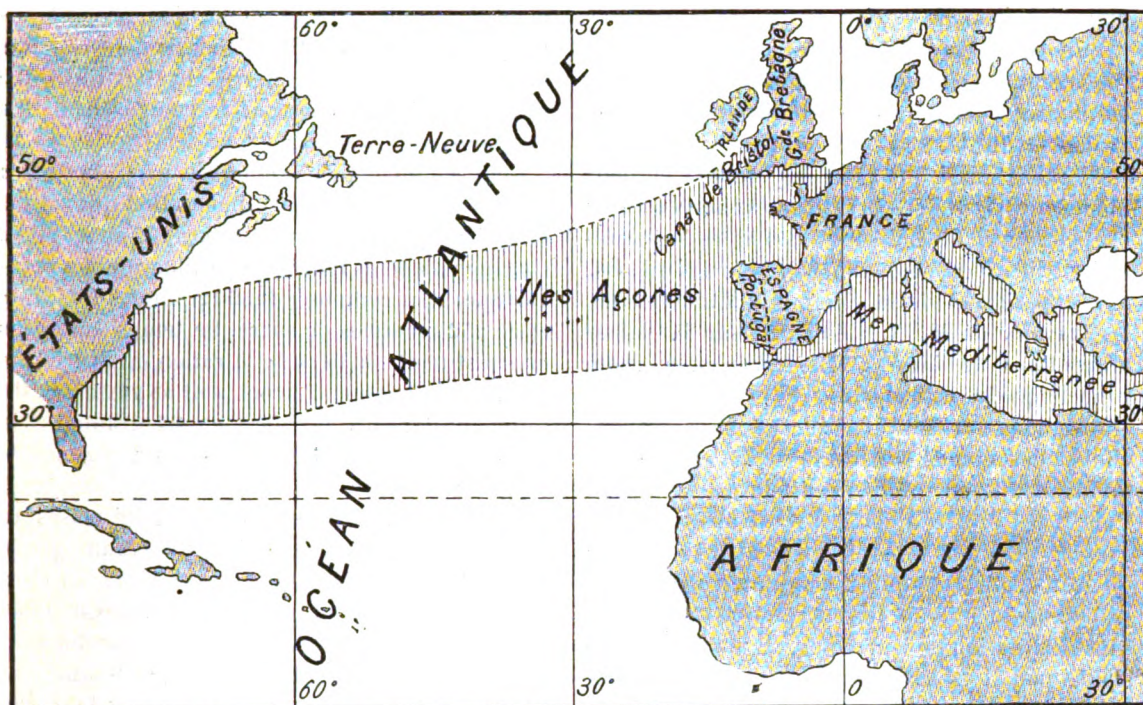 60° 30° 0° 30°
Terre-Neuve
IRLANDE
Gde Bretagne
Canal de Bristol
50° 50°
ÉTATS-UNIS
FRANCE
OCÉAN ATLANTIQUE
Iles Açores
Portugal
ESPAGNE
Mer Méditerranée
30° 30°
AFRIQUE
60° 30° 0 30°